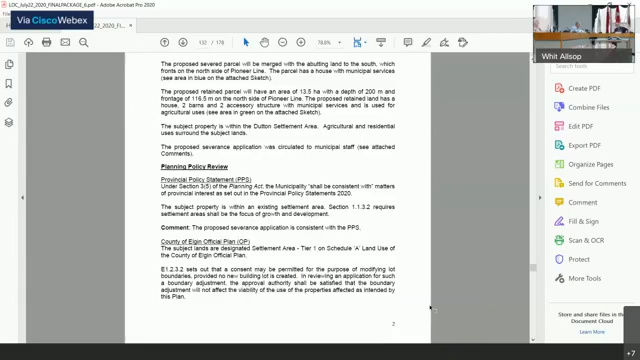 LOC_July22_2020_FINALPACKAGE_6.pdf - Adobe Acrobat Pro 2020
Via Cisco Webex
LOC_July22_2020_FI...
132 / 178
78.8%
Whit Allsop
The proposed severed parcel will be merged with the abutting land to the south, which
fronts on the north side of Pioneer Line. The parcel has a house with municipal services
(see area in blue on the attached Sketch).
The proposed retained parcel will have an area of 13.5 ha with a depth of 200 m and
frontage of 116.5 m on the north side of Pioneer Line. The proposed retained land has a
house, 2 barns and 2 accessory structure with municipal services and is used for
agricultural uses (see area in green on the attached Sketch).
The subject property is within the Dutton Settlement Area. Agricultural and residential
uses surround the subject lands.
The proposed severance application was circulated to municipal staff (see attached
Comments).
Planning Policy Review
Provincial Policy Statement (PPS)
Under Section 3(5) of the Planning Act, the Municipality "shall be consistent with" matters
of provincial interest as set out in the Provincial Policy Statements 2020.
The subject property is within an existing settlement area. Section 1.1.3.2 requires
settlement areas shall be the focus of growth and development.
Comment: The proposed severance application is consistent with the PPS.
County of Elgin Official Plan (OP)
The subject lands are designated Settlement Area - Tier 1 on Schedule 'A' Land Use of
the County of Elgin Official Plan.
E1.2.3.2 sets out that a consent may be permitted for the purpose of modifying lot
boundaries, provided no new building lot is created. In reviewing an application for such
a boundary adjustment, the approval authority shall be satisfied that the boundary
adjustment will not affect the viability of the use of the properties affected as intended by
this Plan.
2
Search tools
Create PDF
Combine Files
Edit PDF
Export PDF
Organize Pages
Send for Comments
Comment
Fill & Sign
Scan & OCR
Protect
More Tools
Store and share files in the
Document Cloud
Learn More
+7